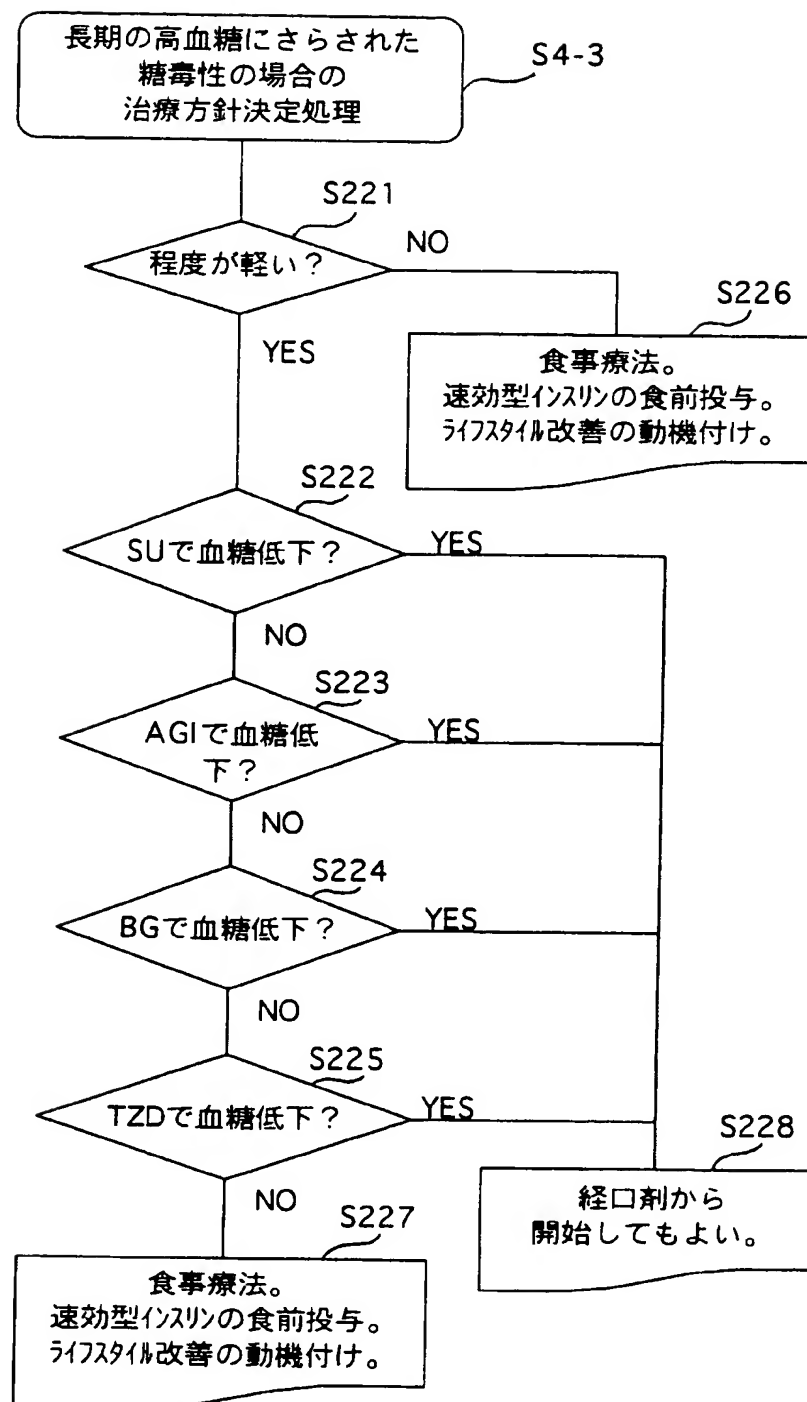 長期の高血糖にさらされた
糖毒性の場合の
治療方針決定処理
S4-3
S221
程度が軽い？
NO
YES
S226
食事療法。
速効型ｲﾝｽﾘﾝの食前投与。
ﾗｲﾌｽﾀｲﾙ改善の動機付け。
S222
SUで血糖低下？
YES
NO
S223
AGIで血糖低
下？
YES
NO
S224
BGで血糖低下？
YES
NO
S225
TZDで血糖低下？
YES
NO
S228
経口剤から
開始してもよい。
S227
食事療法。
速効型ｲﾝｽﾘﾝの食前投与。
ﾗｲﾌｽﾀｲﾙ改善の動機付け。